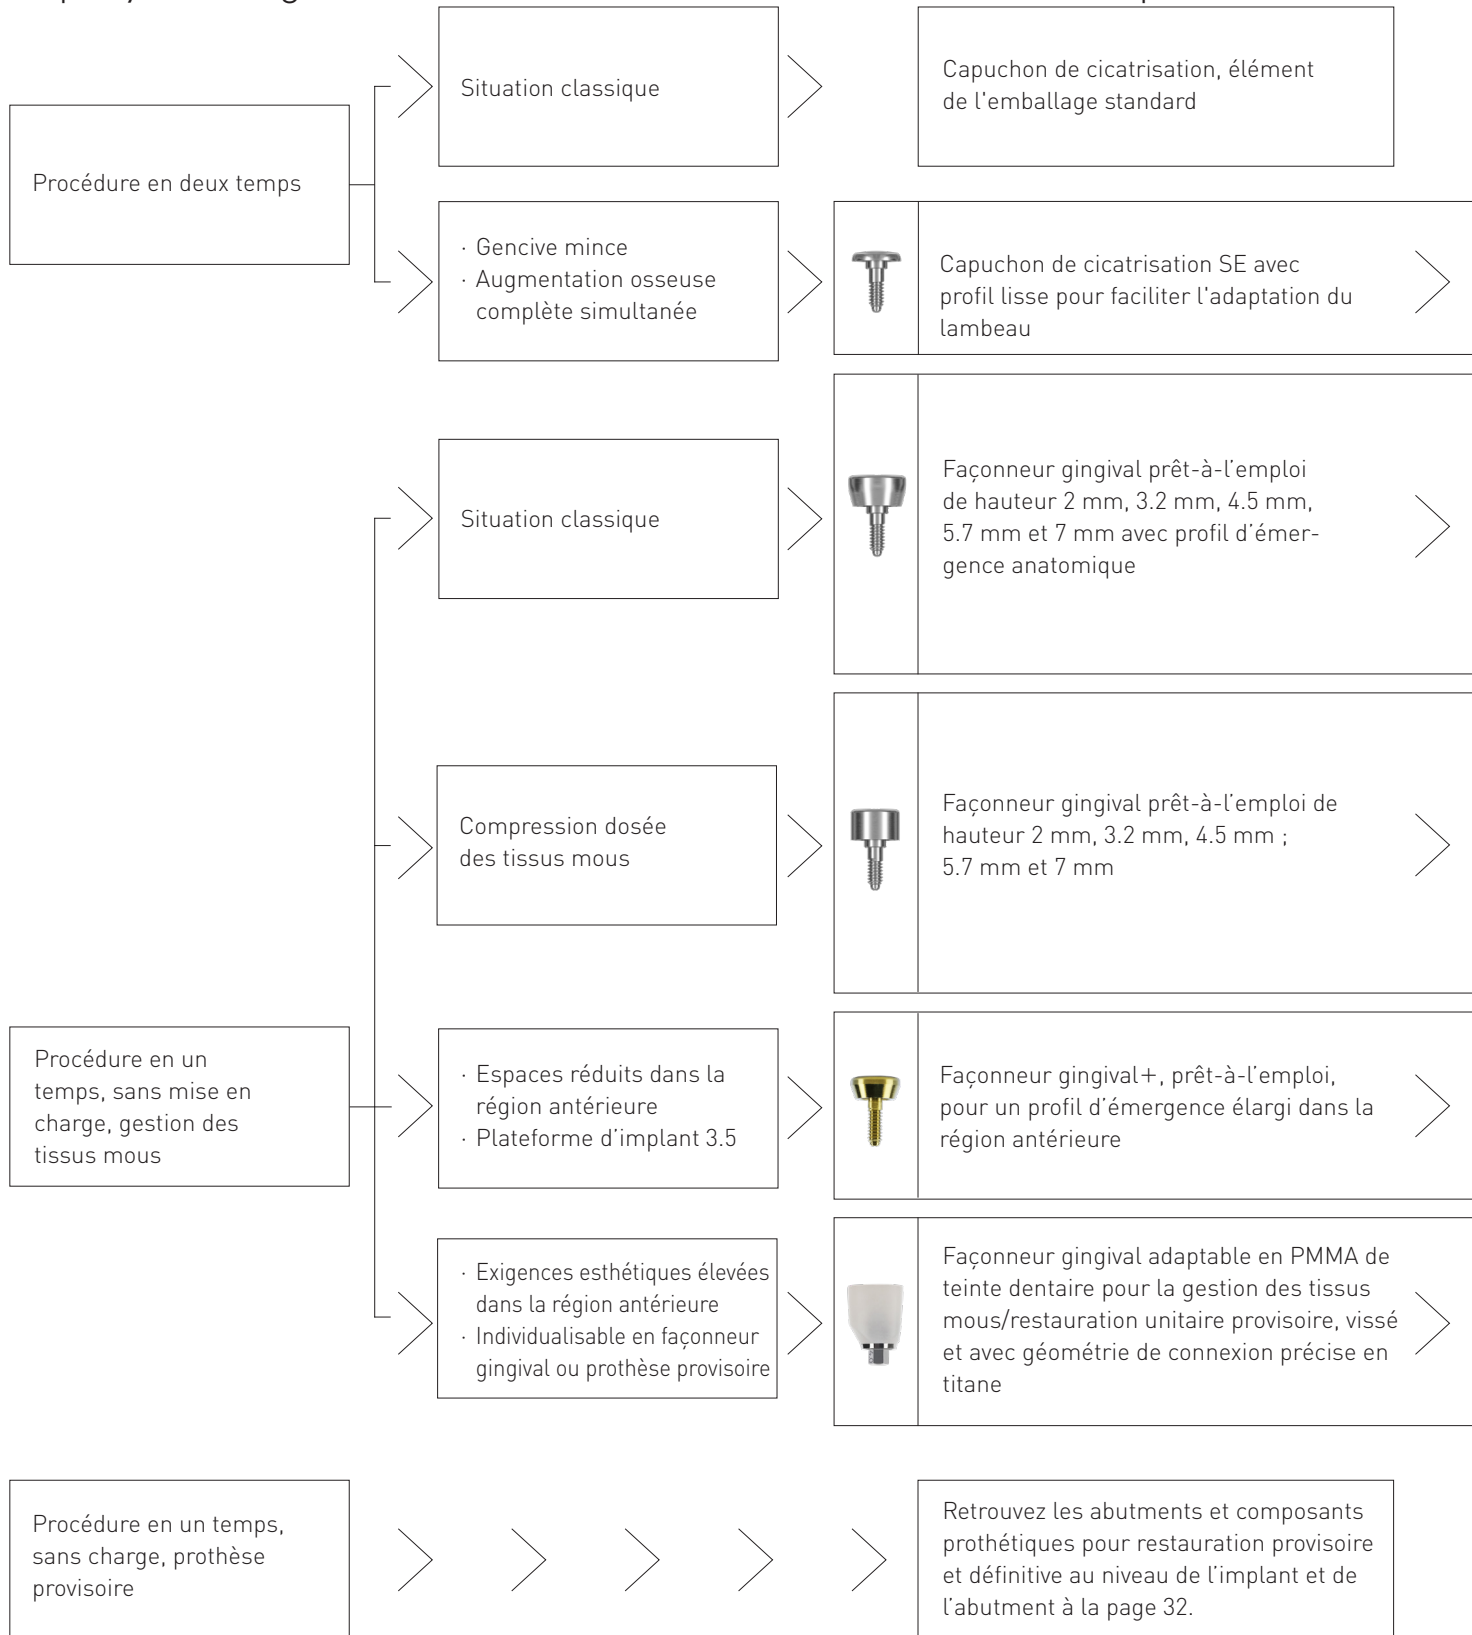 Procédure en deux temps
Situation classique
Capuchon de cicatrisation, élément
de l'emballage standard
· Gencive mince
· Augmentation osseuse
complète simultanée
Capuchon de cicatrisation SE avec
profil lisse pour faciliter l'adaptation du
lambeau
Procédure en un
temps, sans mise en
charge, gestion des
tissus mous
Situation classique
Façonneur gingival prêt-à-l'emploi
de hauteur 2 mm, 3.2 mm, 4.5 mm,
5.7 mm et 7 mm avec profil d'émer-
gence anatomique
Compression dosée
des tissus mous
Façonneur gingival prêt-à-l'emploi de
hauteur 2 mm, 3.2 mm, 4.5 mm ;
5.7 mm et 7 mm
· Espaces réduits dans la
région antérieure
· Plateforme d'implant 3.5
Façonneur gingival+, prêt-à-l'emploi,
pour un profil d'émergence élargi dans la
région antérieure
· Exigences esthétiques élevées
dans la région antérieure
· Individualisable en façonneur
gingival ou prothèse provisoire
Façonneur gingival adaptable en PMMA de
teinte dentaire pour la gestion des tissus
mous/restauration unitaire provisoire, vissé
et avec géométrie de connexion précise en
titane
Procédure en un temps,
sans charge, prothèse
provisoire
Retrouvez les abutments et composants
prothétiques pour restauration provisoire
et définitive au niveau de l'implant et de
l'abutment à la page 32.